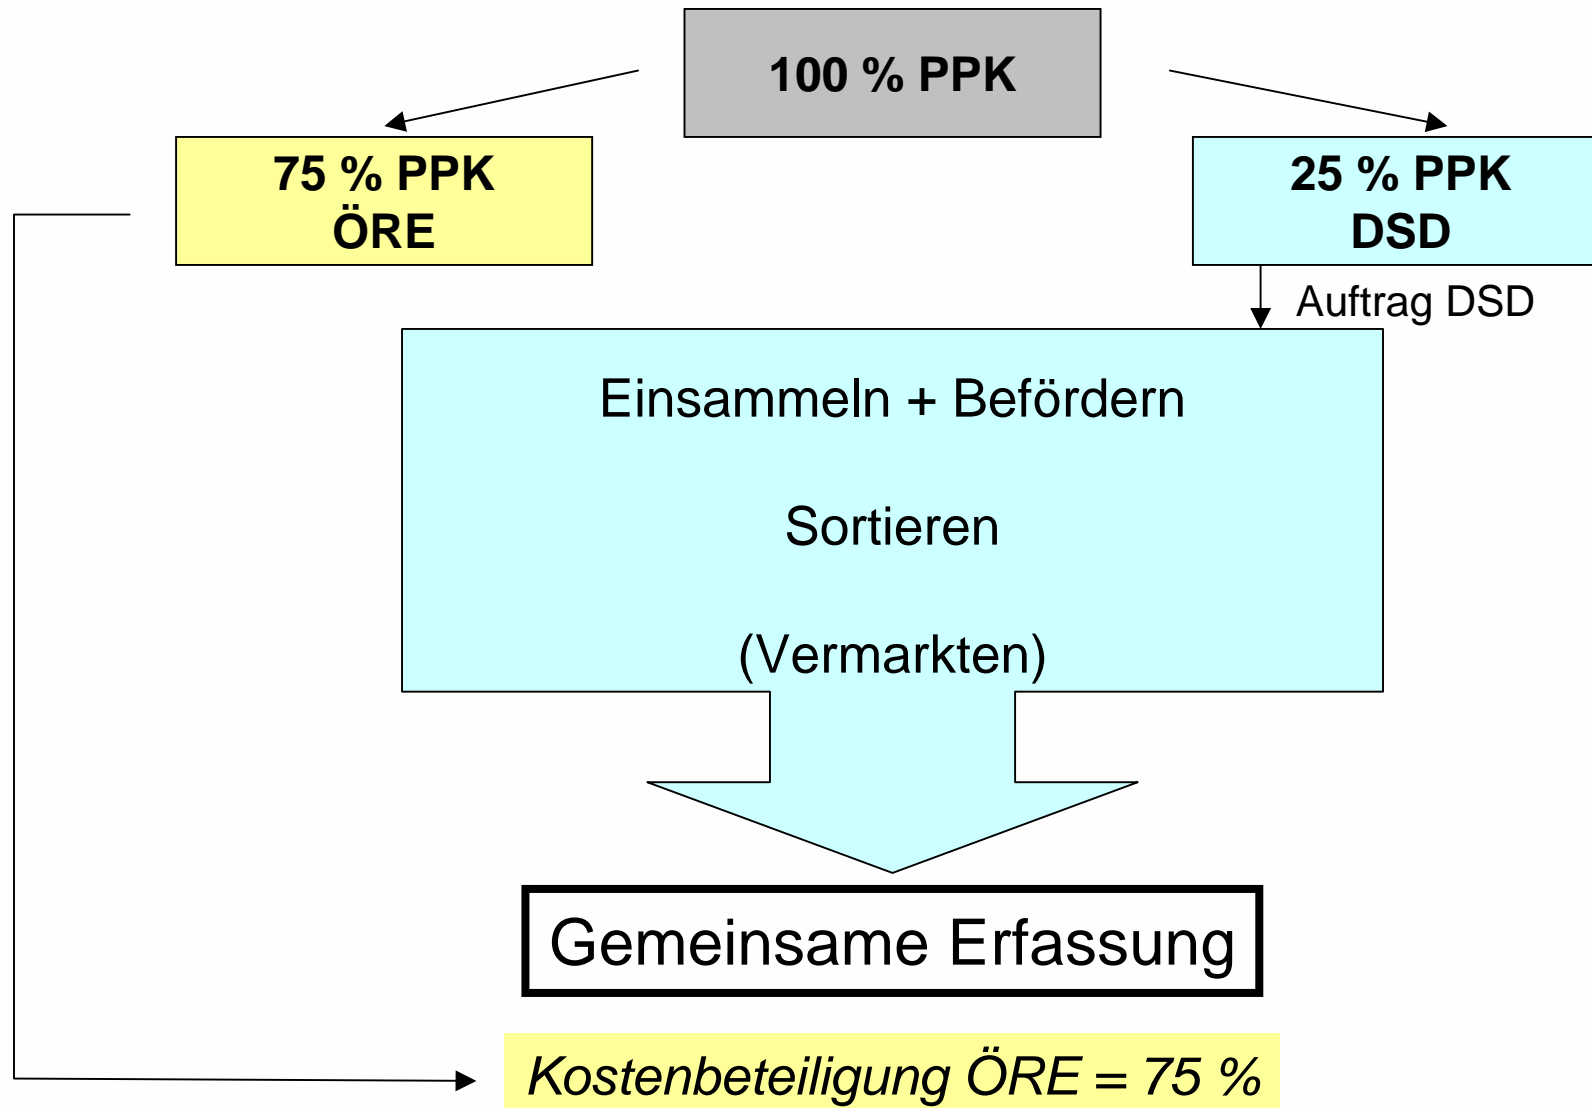 100 % PPK
75 % PPK
ÖRE
25 % PPK
DSD
Auftrag DSD
Einsammeln + Befördern
Sortieren
(Vermarkten)
Gemeinsame Erfassung
Kostenbeteiligung ÖRE = 75 %